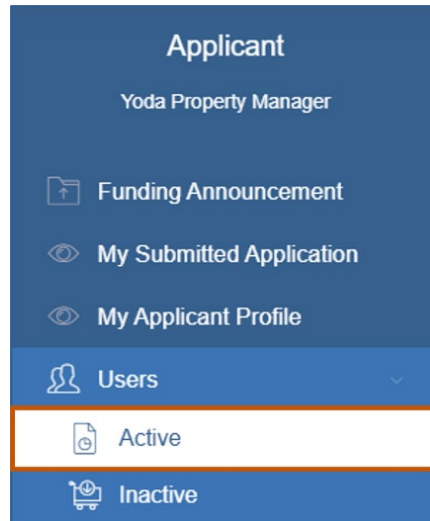 Applicant
Yoda Property Manager
Funding Announcement
My Submitted Application
My Applicant Profile
Users
Active
Inactive